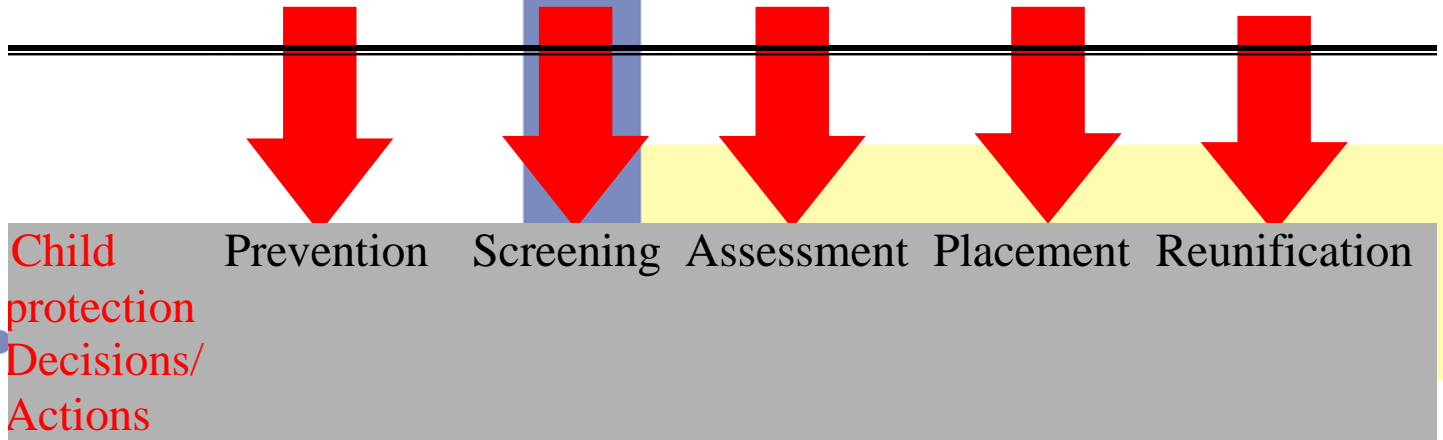 Child Prevention Screening Assessment Placement Reunification
protection
Decisions/
Actions